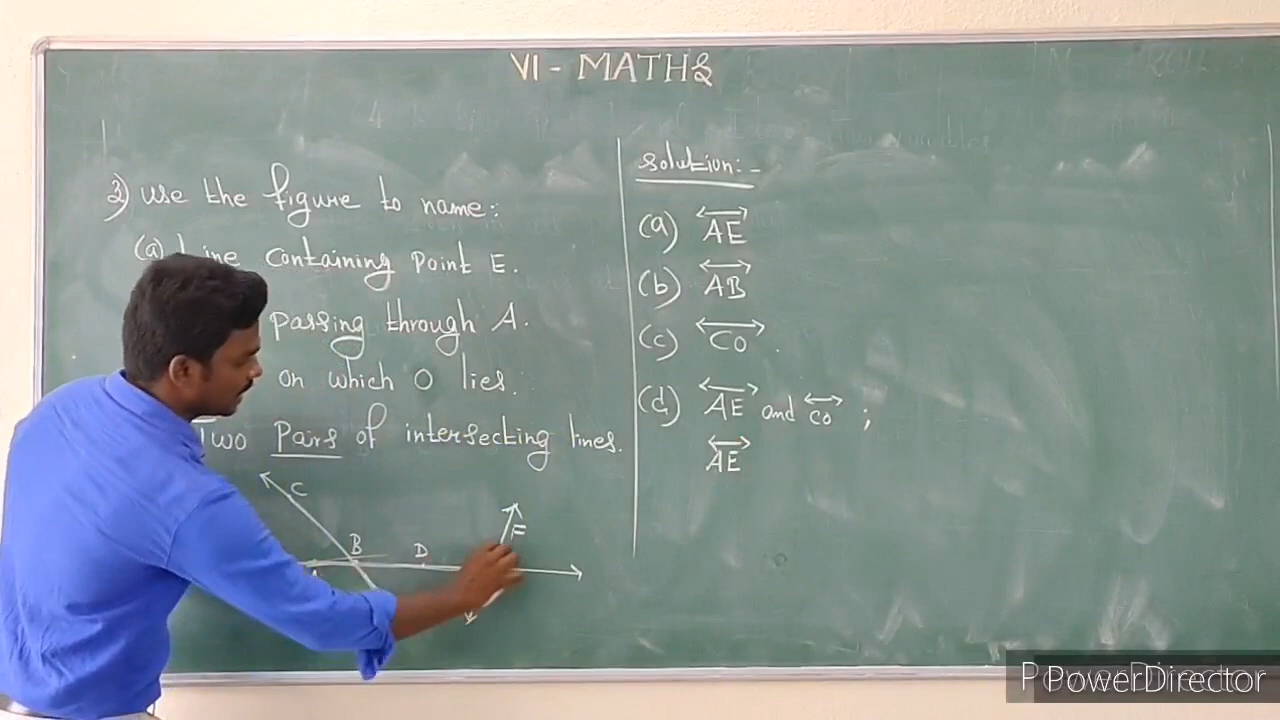 VI - MATHS
3) Use the figure to name:
(a) Line containing Point E.
passing through A.
on which O lies.
Two Pairs of intersecting lines.
C
B
D
F
Solution:-
(a) AE
(b) AB
(c) CO.
(d) AE and CO ;
AE
PowerDirector